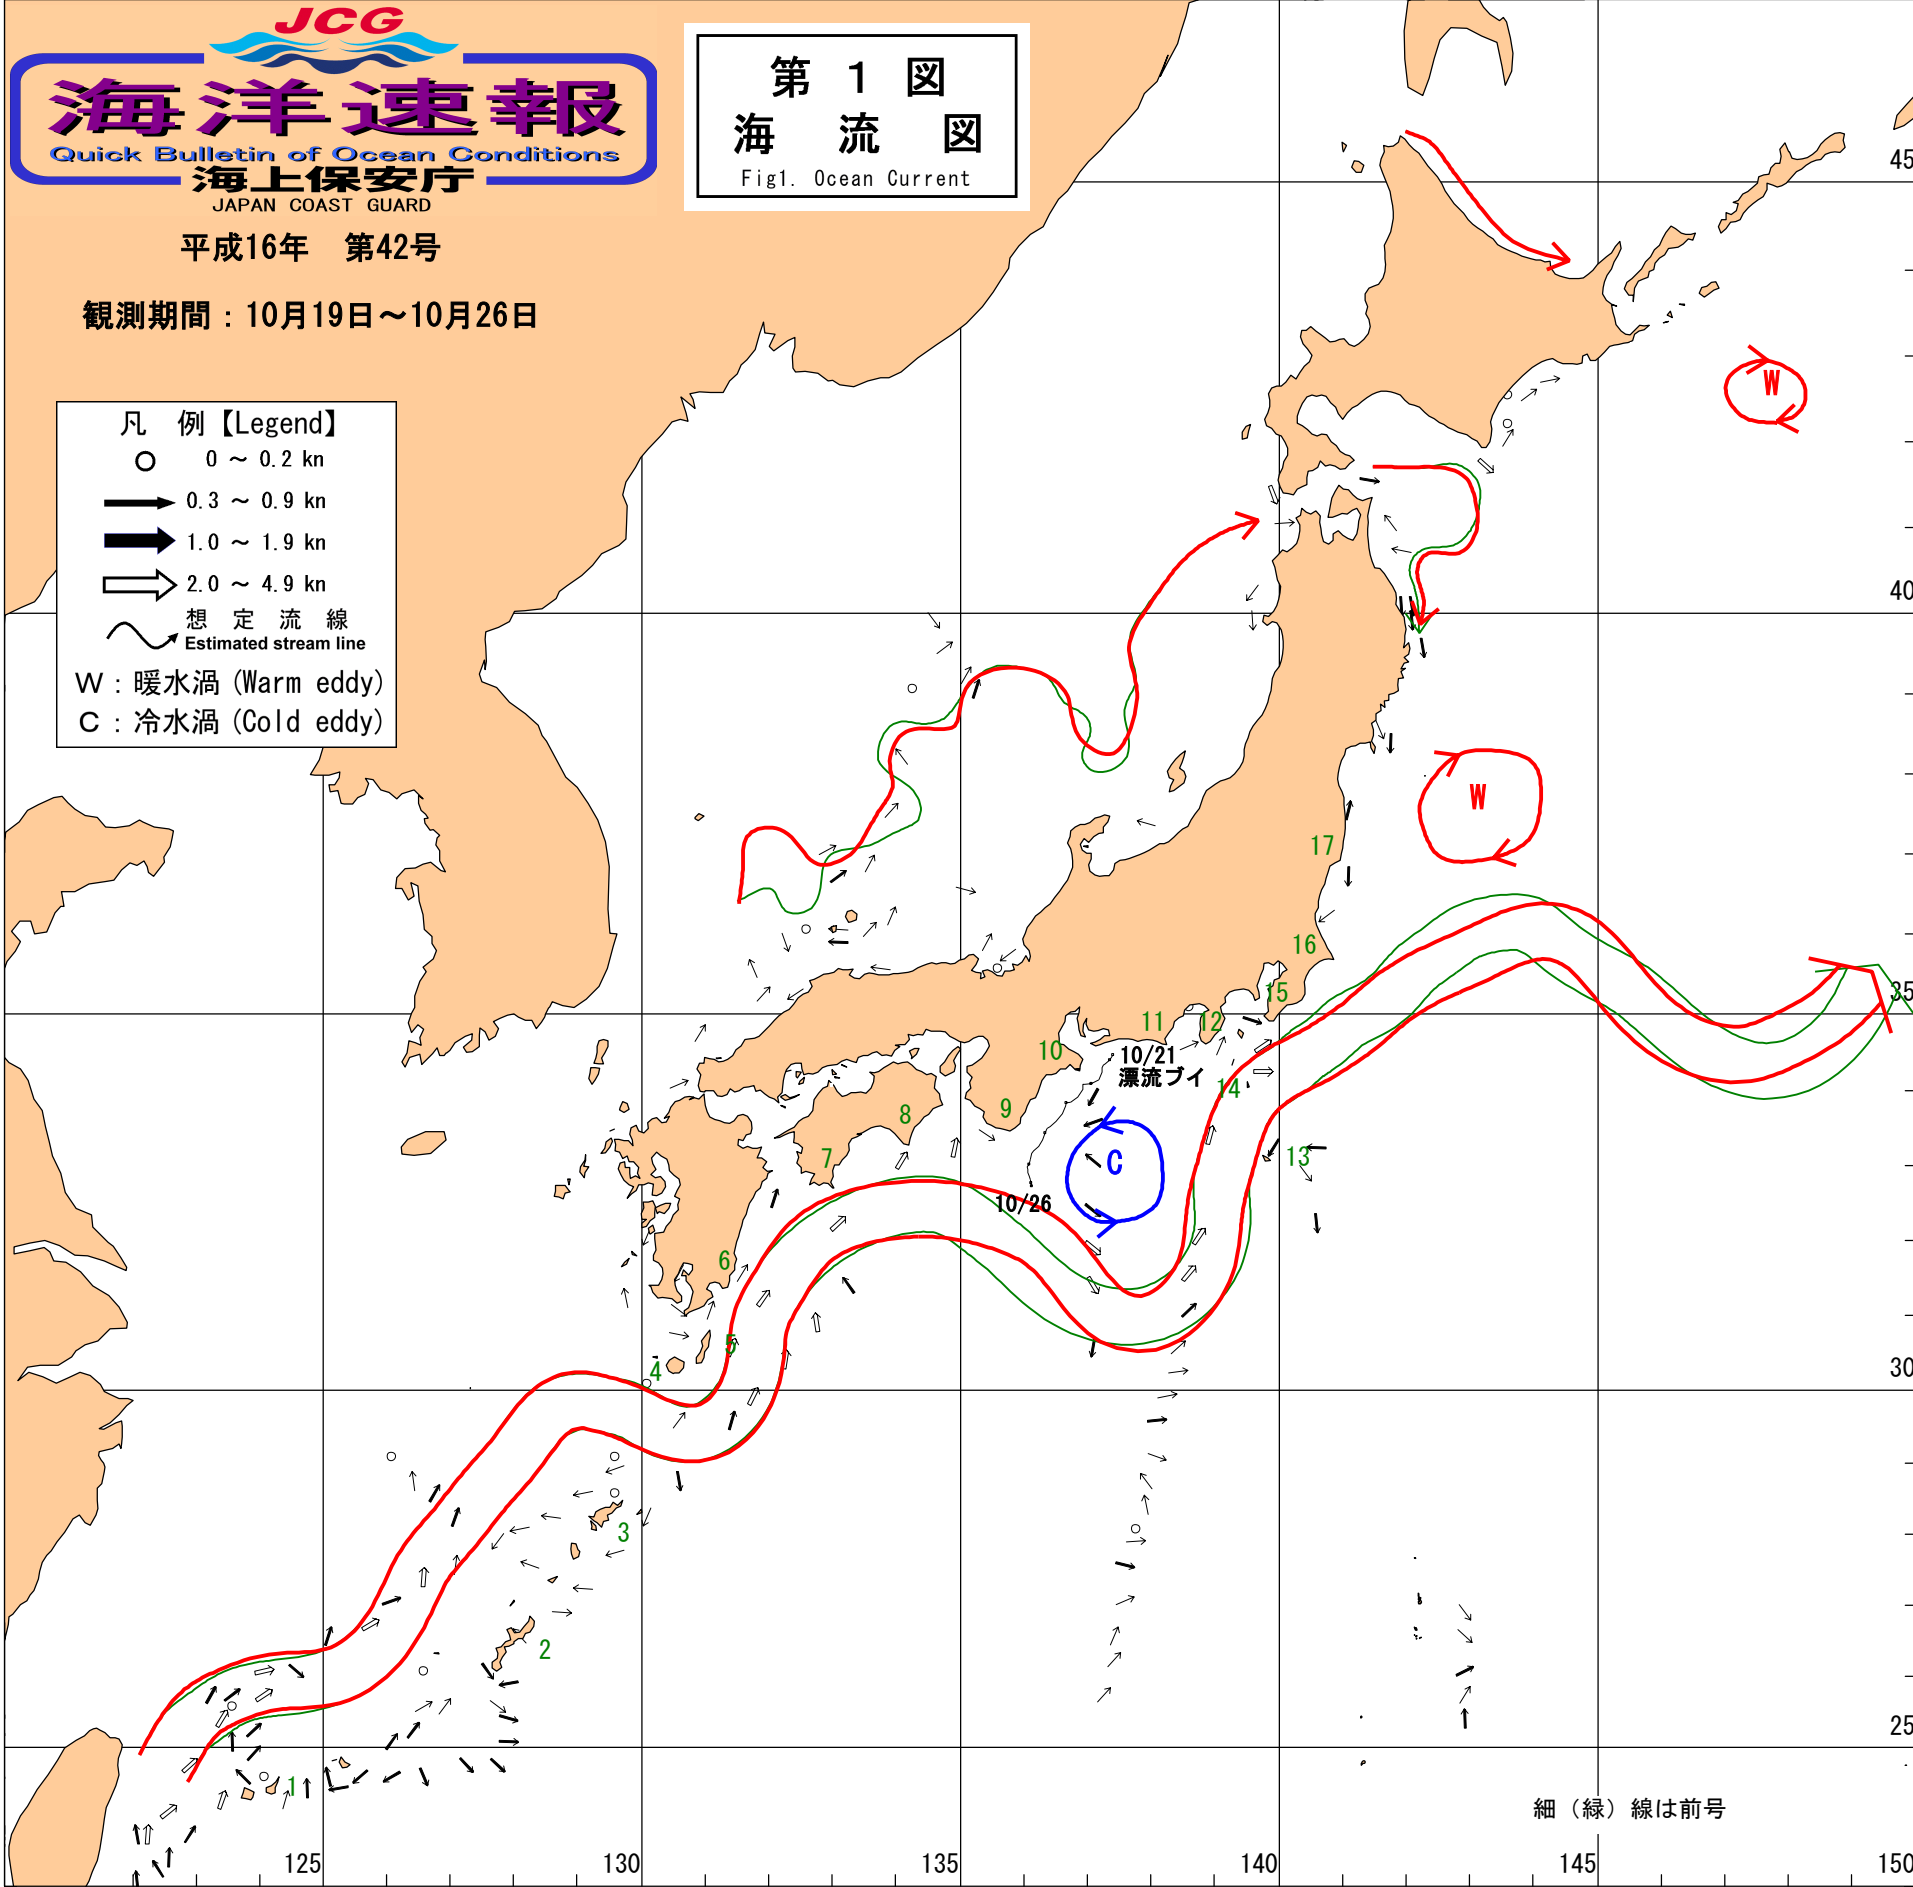 JCG
海洋速報
Quick Bulletin of Ocean Conditions
海上保安庁
JAPAN COAST GUARD
平成16年 第42号
観測期間：10月19日～10月26日
第 1 図
海 流 図
Fig1. Ocean Current
凡 例【Legend】
0 ～ 0.2 kn
0.3 ～ 0.9 kn
1.0 ～ 1.9 kn
2.0 ～ 4.9 kn
想 定 流 線
Estimated stream line
W：暖水渦(Warm eddy)
C：冷水渦(Cold eddy)
45
W
40
W
17
16
35
15
12
11
10
10/21
漂流ブイ
14
9
8
7
13
C
10/26
6
5
4
30
3
2
25
1
細（緑）線は前号
125
130
135
140
145
150